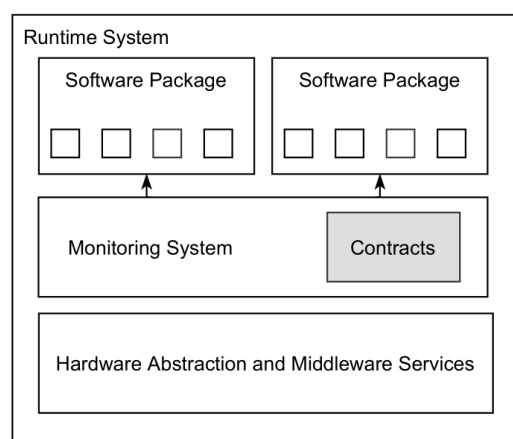 Runtime System
Software Package
Software Package
Monitoring System
Contracts
Hardware Abstraction and Middleware Services